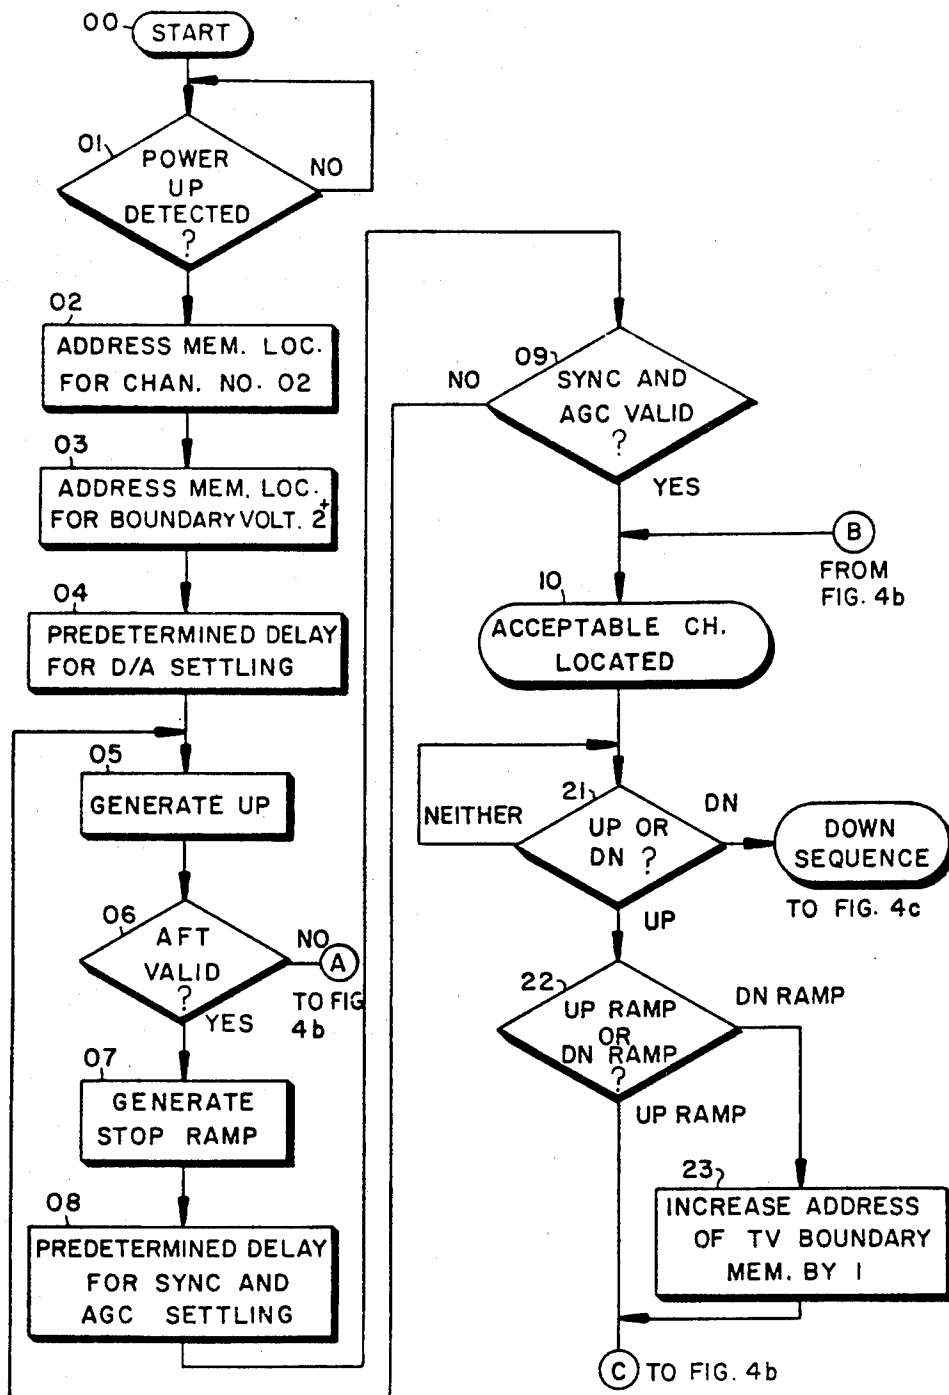 00
START
01
POWER
UP
DETECTED
?
NO
02
ADDRESS MEM. LOC.
FOR CHAN. NO. 02
03
ADDRESS MEM. LOC.
FOR BOUNDARY VOLT. 2+
04
PREDETERMINED DELAY
FOR D/A SETTLING
05
GENERATE UP
06
AFT
VALID
?
NO
A
TO FIG
4b
YES
07
GENERATE
STOP RAMP
08
PREDETERMINED DELAY
FOR SYNC AND
AGC SETTLING
09
NO
SYNC AND
AGC VALID
?
YES
B
FROM
FIG. 4b
10
ACCEPTABLE CH.
LOCATED
21
NEITHER
UP OR
DN ?
DN
DOWN
SEQUENCE
TO FIG. 4c
UP
22
UP RAMP
OR
DN RAMP
?
DN RAMP
UP RAMP
23
INCREASE ADDRESS
OF TV BOUNDARY
MEM. BY 1
C TO FIG. 4b